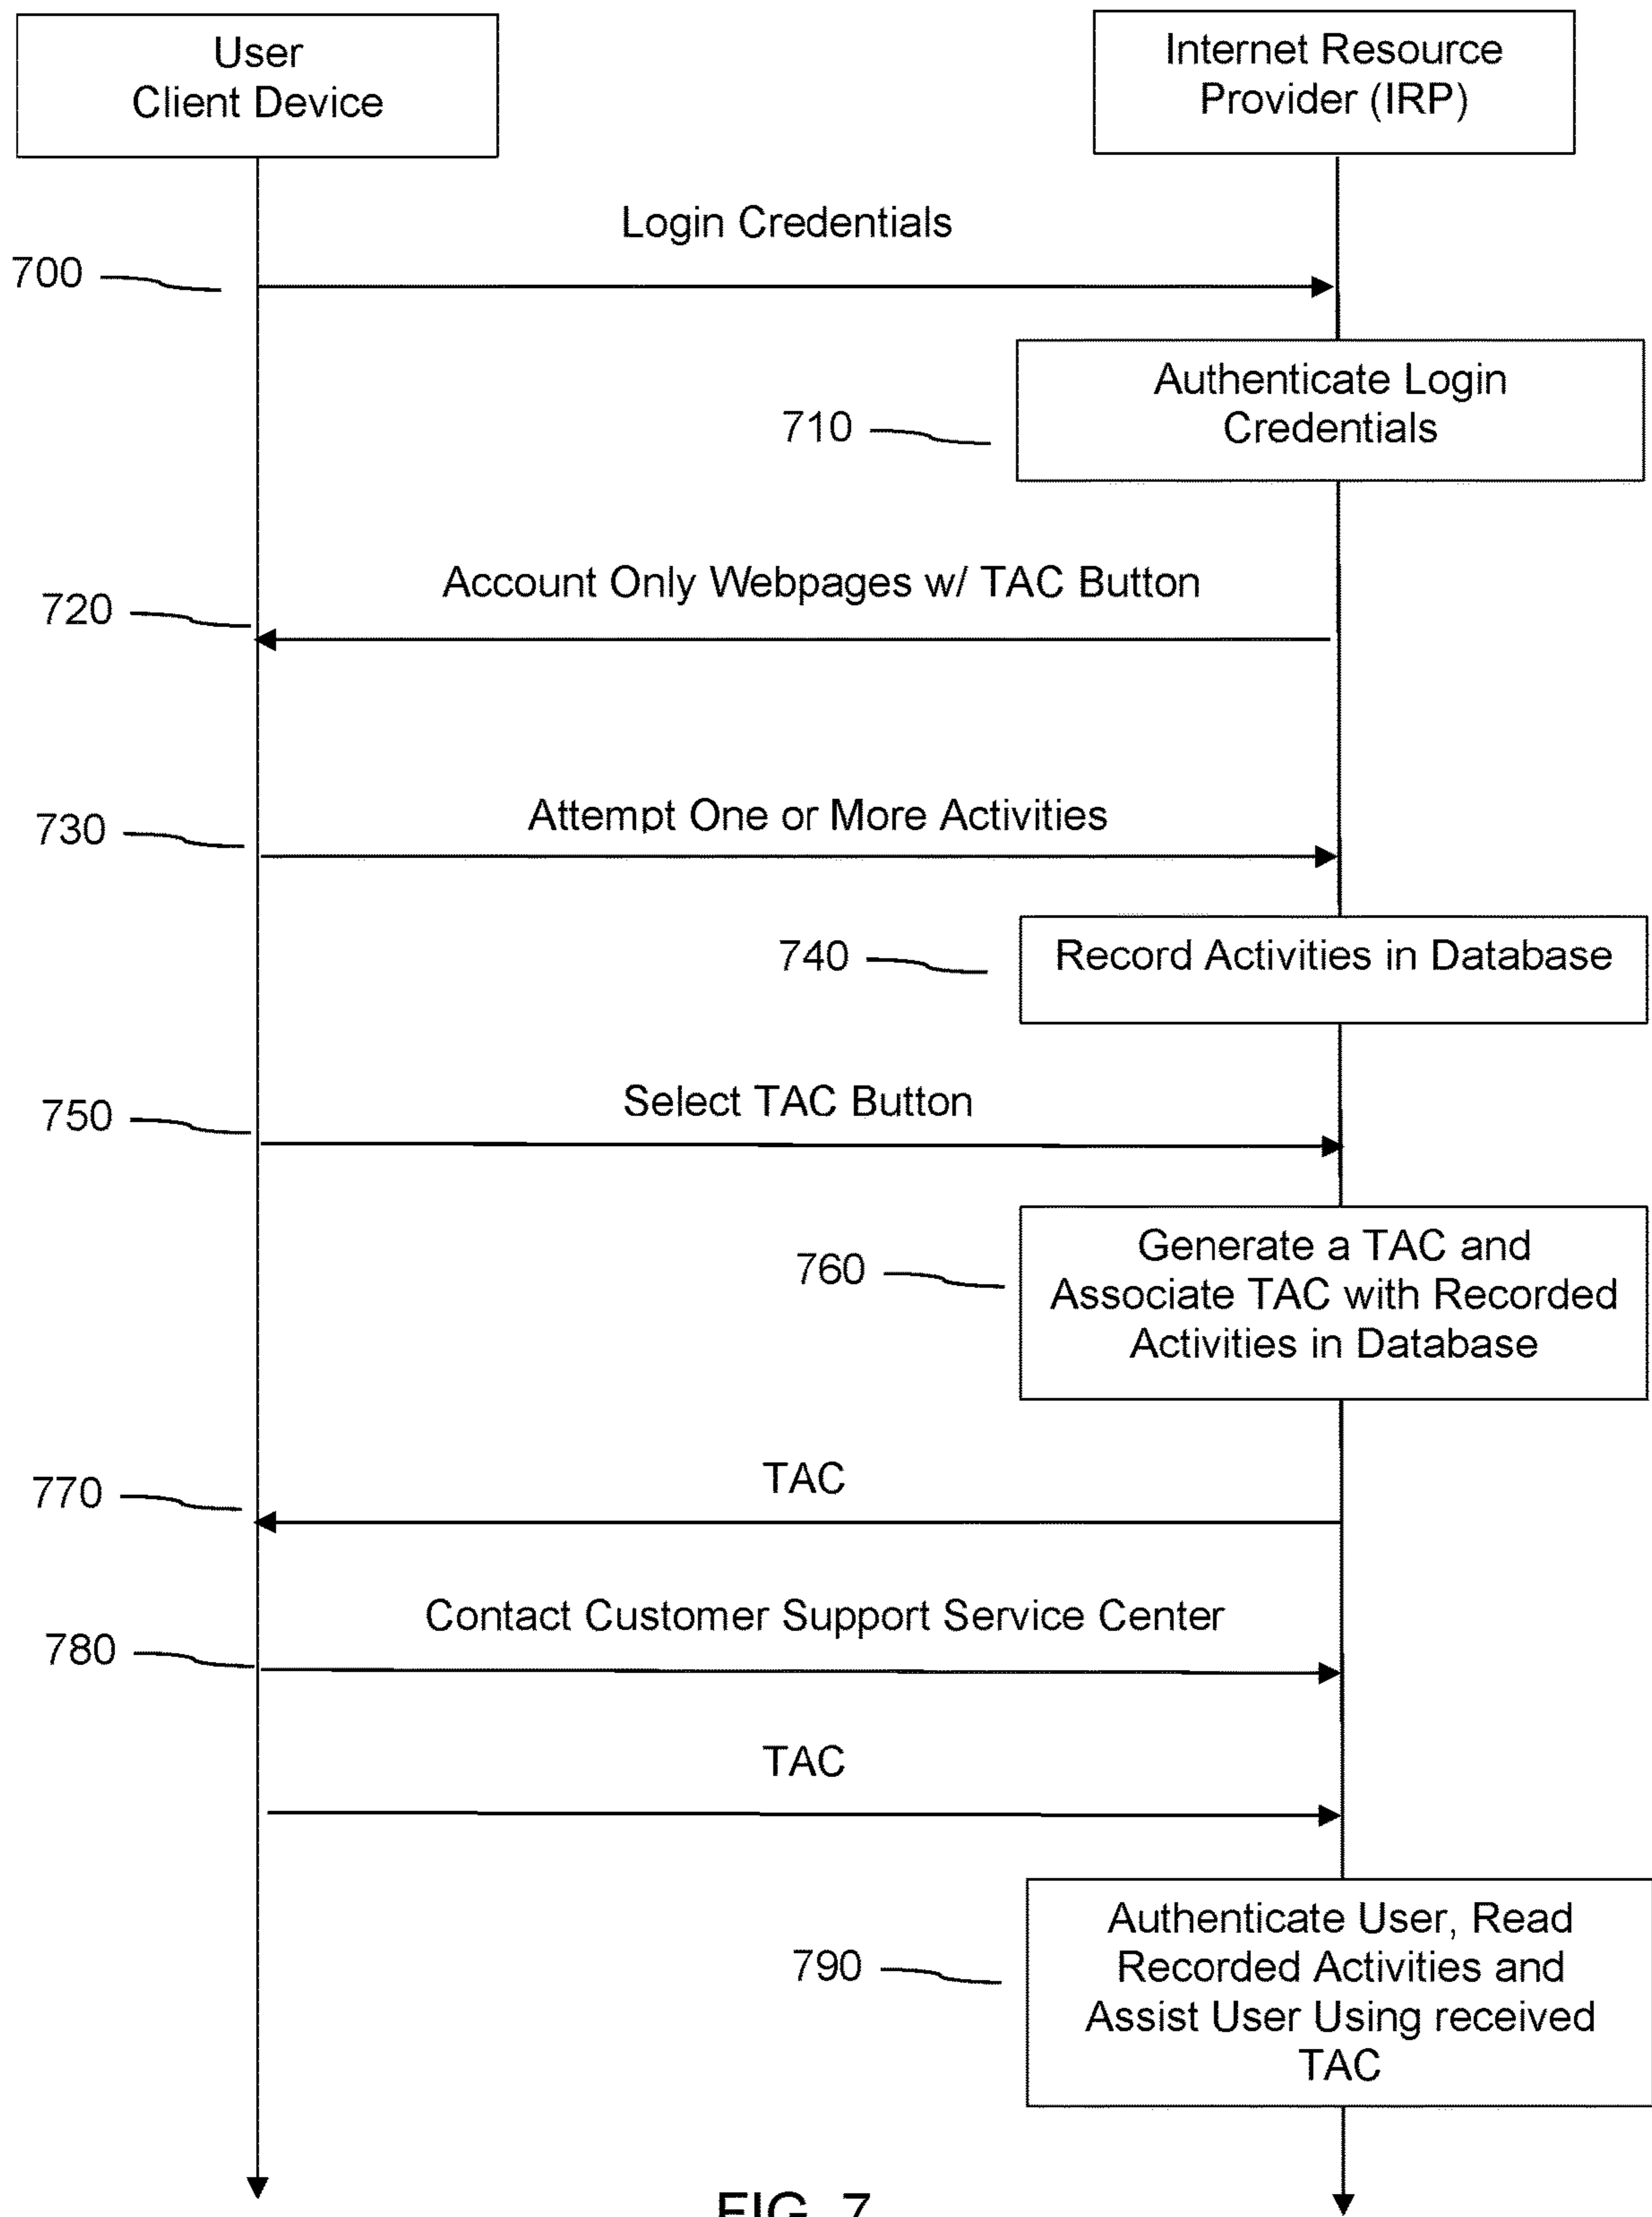 User
Client Device
Internet Resource
Provider (IRP)
Login Credentials
700
Authenticate Login
Credentials
710
Account Only Webpages w/ TAC Button
720
Attempt One or More Activities
730
Record Activities in Database
740
Select TAC Button
750
Generate a TAC and
Associate TAC with Recorded
Activities in Database
760
TAC
770
Contact Customer Support Service Center
780
TAC
Authenticate User, Read
Recorded Activities and
Assist User Using received
TAC
790
FIG. 7